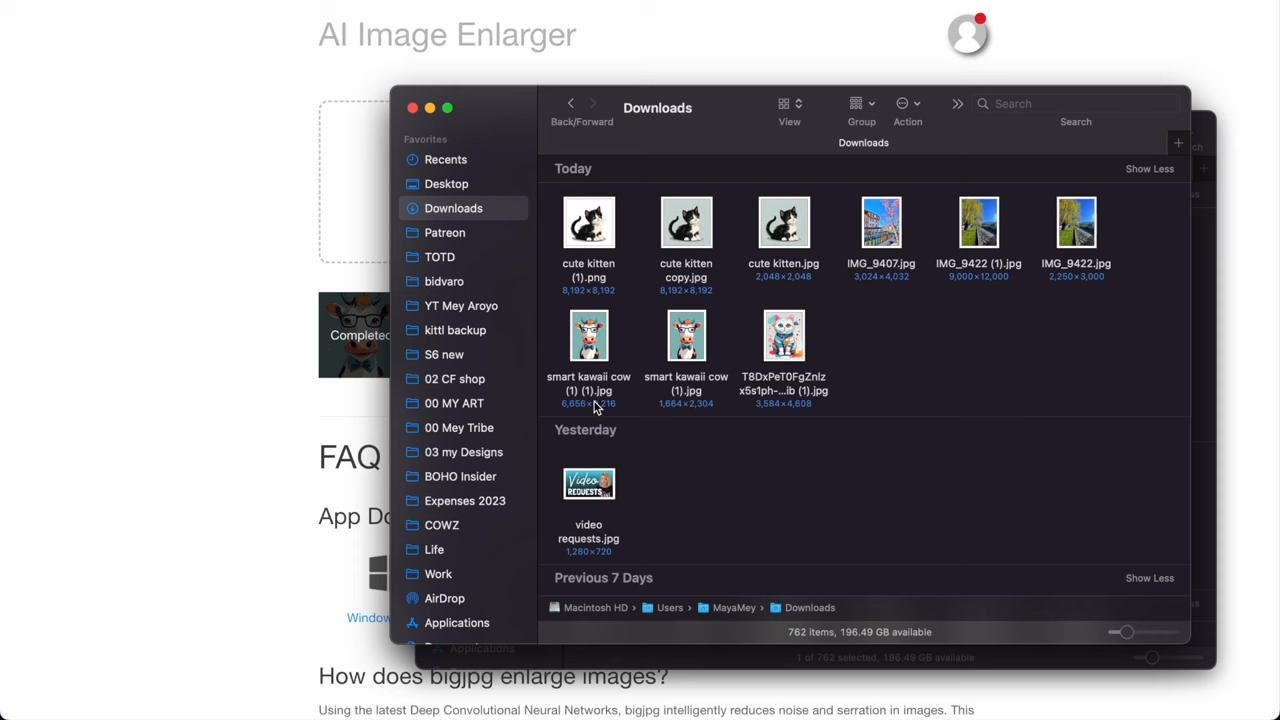 AI Image Enlarger
Downloads
Search
Back/Forward
View
Group
Action
Search
Downloads
Favorites
Recents
Desktop
Downloads
Patreon
TOTD
bidvaro
YT Mey Aroyo
kittl backup
S6 new
02 CF shop
00 MY ART
00 Mey Tribe
03 my Designs
BOHO Insider
Expenses 2023
COWZ
Life
Work
AirDrop
Applications
Today
Show Less
cute kitten
(1).png
8,192×8,192
cute kitten
copy.jpg
8,192×8,192
cute kitten.jpg
2,048×2,048
IMG_9407.jpg
3,024×4,032
IMG_9422 (1).jpg
9,000×12,000
IMG_9422.jpg
2,250×3,000
smart kawaii cow
(1) (1).jpg
smart kawaii cow
(1).jpg
1,664×2,304
T8DxPeT0FgZnlz
x5s1ph-...ib (1).jpg
3,584×4,608
Yesterday
Video
REQUESTS
video
requests.jpg
1,280×720
Previous 7 Days
Show Less
Macintosh HD › Users › MayaMey › Downloads
762 items, 196.49 GB available
Applications
1 of 762 selected, 196.49 GB available
Completed
FAQ
App Do
Window
How does bigjpg enlarge images?
Using the latest Deep Convolutional Neural Networks, bigjpg intelligently reduces noise and serration in images. This